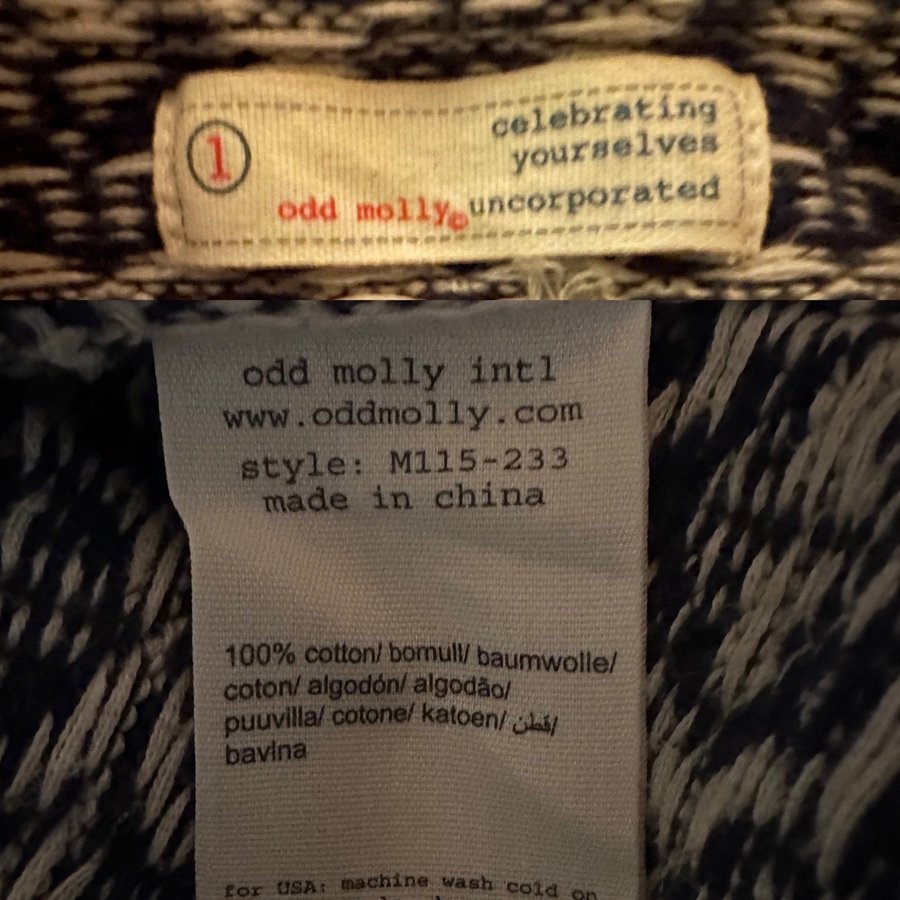 1
celebrating
yourselves
odd molly© uncorporated
odd molly intl
www.oddmolly.com
style: M115-233
made in china
100% cotton/ bomull/ baumwolle/
coton/ algodón/ algodão/
puuvilla/ cotone/ katoen/ قطن/
bavlna
for USA: machine wash cold on